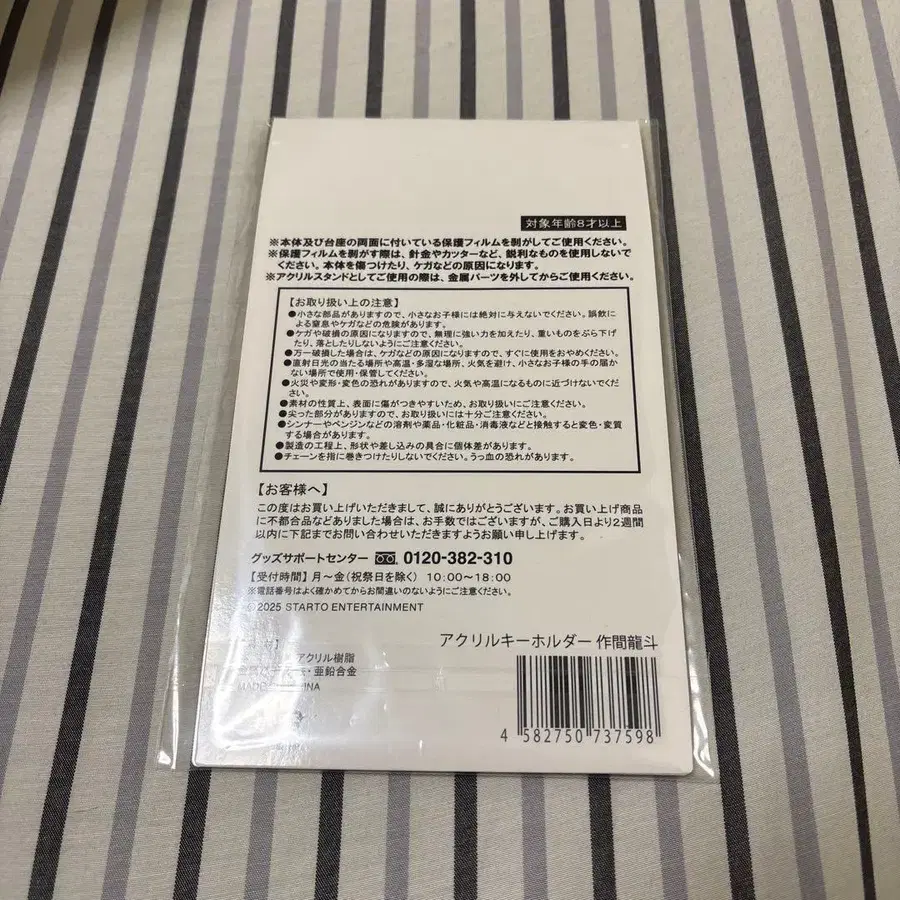 対象年齢8才以上
※本体及び台座の両面に付いている保護フィルムを剥がしてご使用ください。
※保護フィルムを剥がす際は、針金やカッターなど、鋭利なものを使用しないで
ください。本体を傷つけたり、ケガなどの原因になります。
※アクリルスタンドとしてご使用の際は、金属パーツを外してからご使用ください。
【お取り扱い上の注意】
●小さな部品がありますので、小さなお子様には絶対に与えないでください。誤飲に
よる窒息やケガなどの危険があります。
●ケガや破損の原因になりますので、無理に強い力を加えたり、重いものをぶら下げ
たり、落としたりしないようにご注意ください。
●万一破損した場合は、ケガなどの原因になりますので、すぐに使用をおやめください。
●直射日光の当たる場所や高温・多湿な場所、火気を避け、小さなお子様の手の届か
ない場所で使用・保管してください。
●火災や変形・変色の恐れがありますので、火気や高温になるものに近づけないでくだ
さい。
●素材の性質上、表面に傷がつきやすいため、お取り扱いにご注意ください。
●尖った部分がありますので、お取り扱いには十分ご注意ください。
●シンナーやベンジンなどの溶剤や薬品・化粧品・消毒液などと接触すると変色・変質
する場合があります。
●製造の工程上、形状や差し込みの具合に個体差があります。
●チェーンを指に巻きつけたりしないでください。うっ血の恐れがあります。
【お客様へ】
この度はお買い上げいただきまして、誠にありがとうございます。お買い上げ商品
に不都合品などありました場合は、お手数ではございますが、ご購入日より2週間
以内に下記までお問い合わせいただきますようお願い申し上げます。
グッズサポートセンター 0120-382-310
【受付時間】月～金(祝祭日を除く) 10:00～18:00
※電話番号はよく確かめてからお間違いのないようにご注意ください。
©2025 STARTO ENTERTAINMENT
アクリルキーホルダー 作間龍斗
アクリル樹脂
・亜鉛合金
4 582750 737598